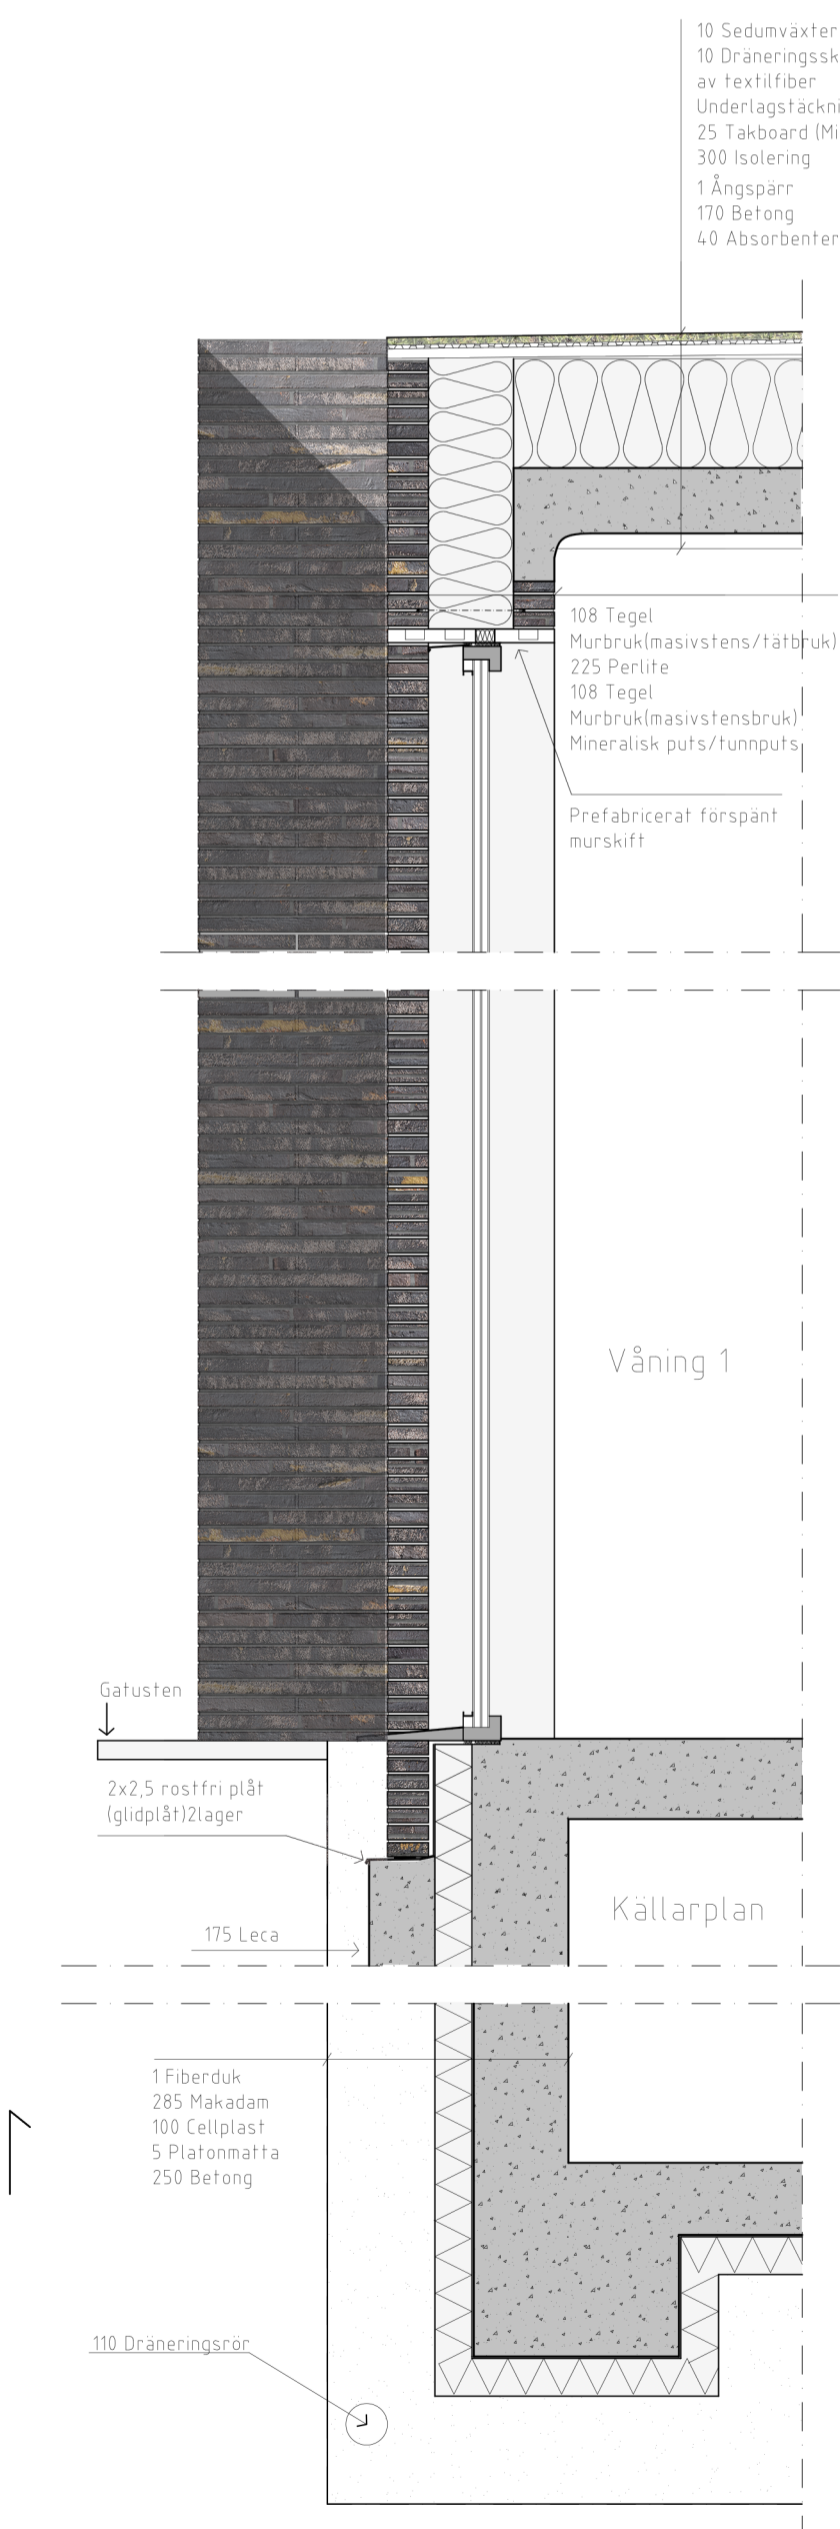 10 Sedumväxter
10 Dräneringssk
av textilfiber
Underlagstäckni
25 Takboard (Mi
300 Isolering
1 Ångspärr
170 Betong
40 Absorbenter
108 Tegel
Murbruk(masivstens/tätbruk)
225 Perlite
108 Tegel
Murbruk(masivstensbruk)
Mineralisk puts/tunnputs
Prefabricerat förspänt
murskift
Våning 1
Gatusten
2x2,5 rostfri plåt
(glidplåt)2lager
175 Leca
Källarplan
1 Fiberduk
285 Makadam
100 Cellplast
5 Platonmatta
250 Betong
110 Dräneringsrör